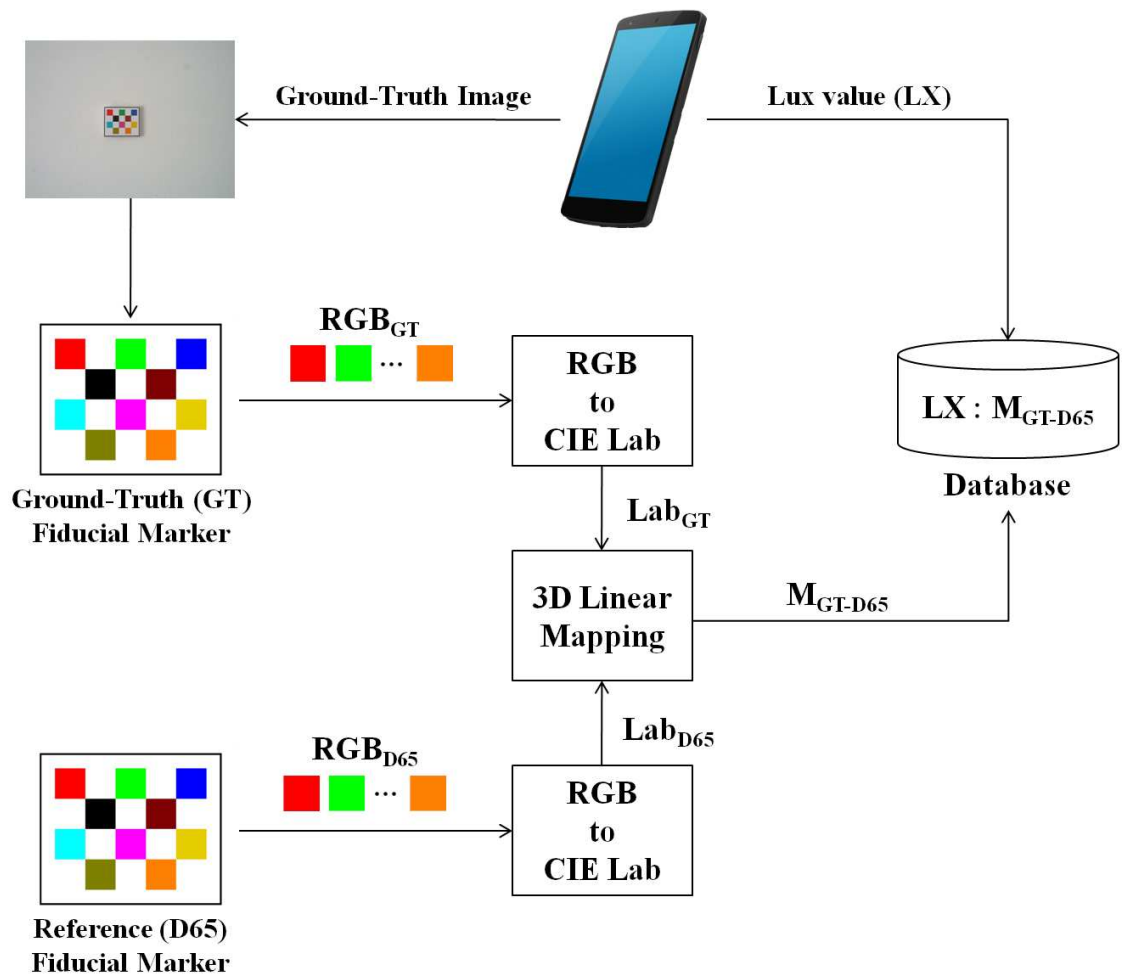 Ground-Truth Image
Lux value (LX)
RGB_GT
...
RGB
to
CIE Lab
LX : M_GT-D65
Database
Ground-Truth (GT)
Fiducial Marker
Lab_GT
3D Linear
Mapping
M_GT-D65
Lab_D65
RGB_D65
...
RGB
to
CIE Lab
Reference (D65)
Fiducial Marker